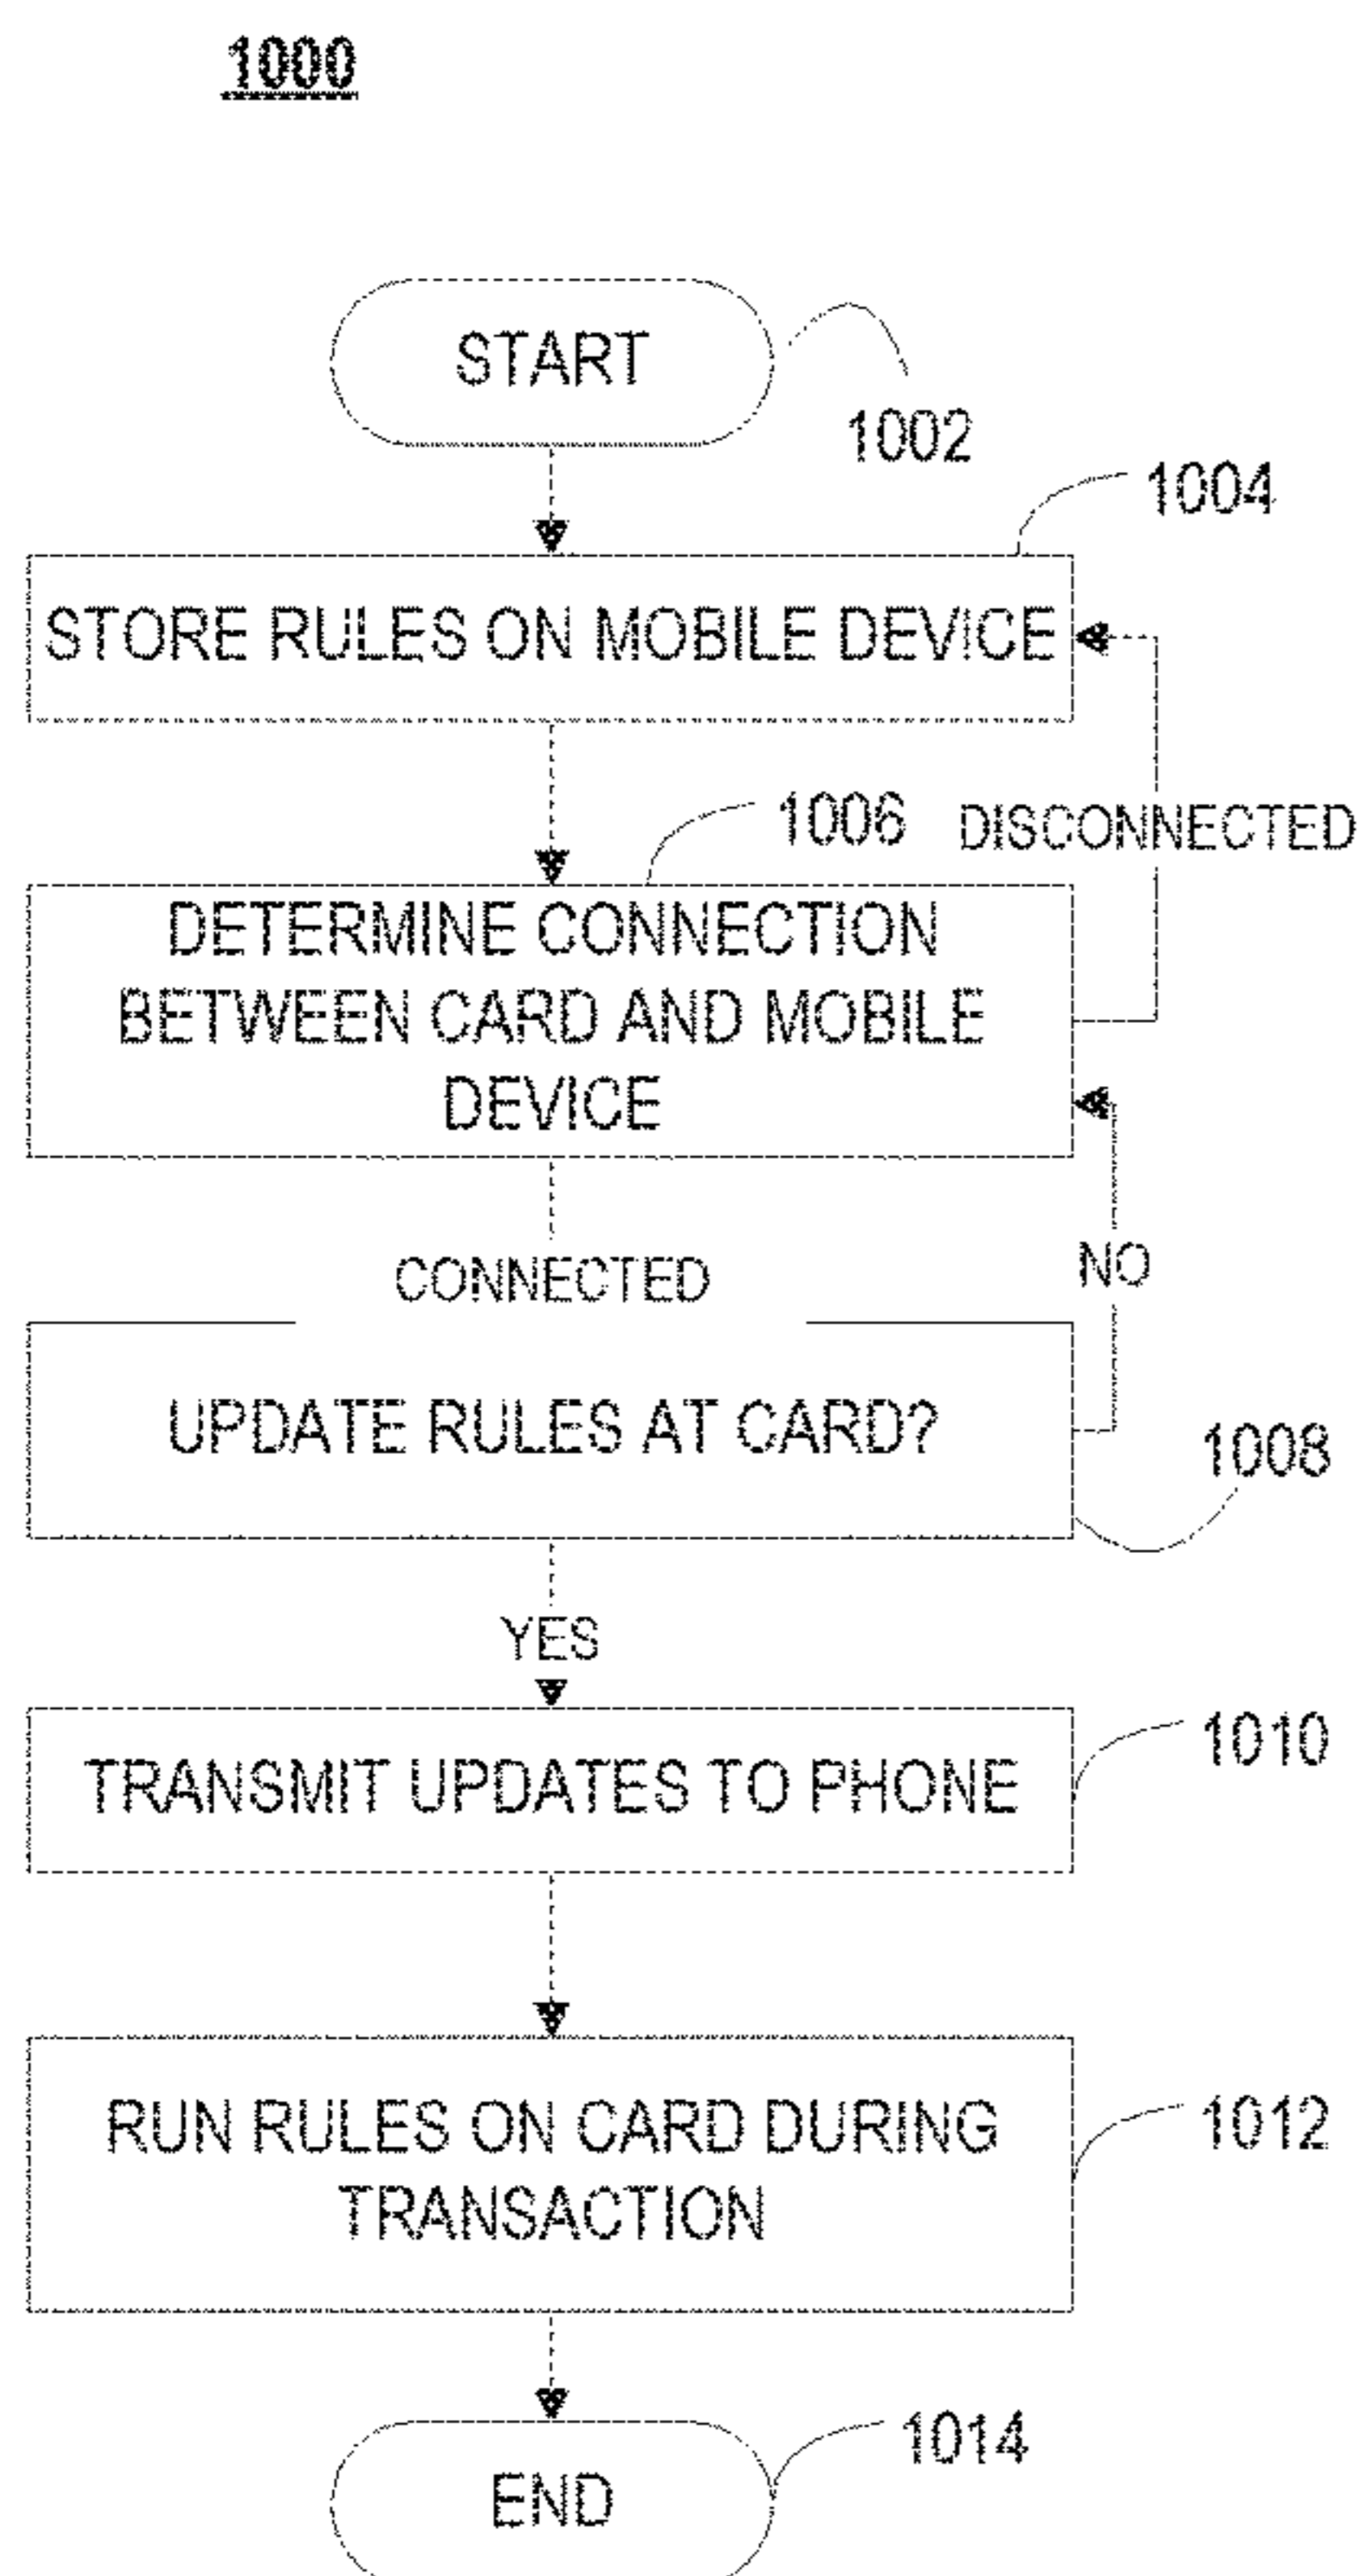 1000
START
1002
1004
STORE RULES ON MOBILE DEVICE
1006
DISCONNECTED
DETERMINE CONNECTION
BETWEEN CARD AND MOBILE
DEVICE
CONNECTED
NO
UPDATE RULES AT CARD?
1008
YES
TRANSMIT UPDATES TO PHONE
1010
RUN RULES ON CARD DURING
TRANSACTION
1012
END
1014